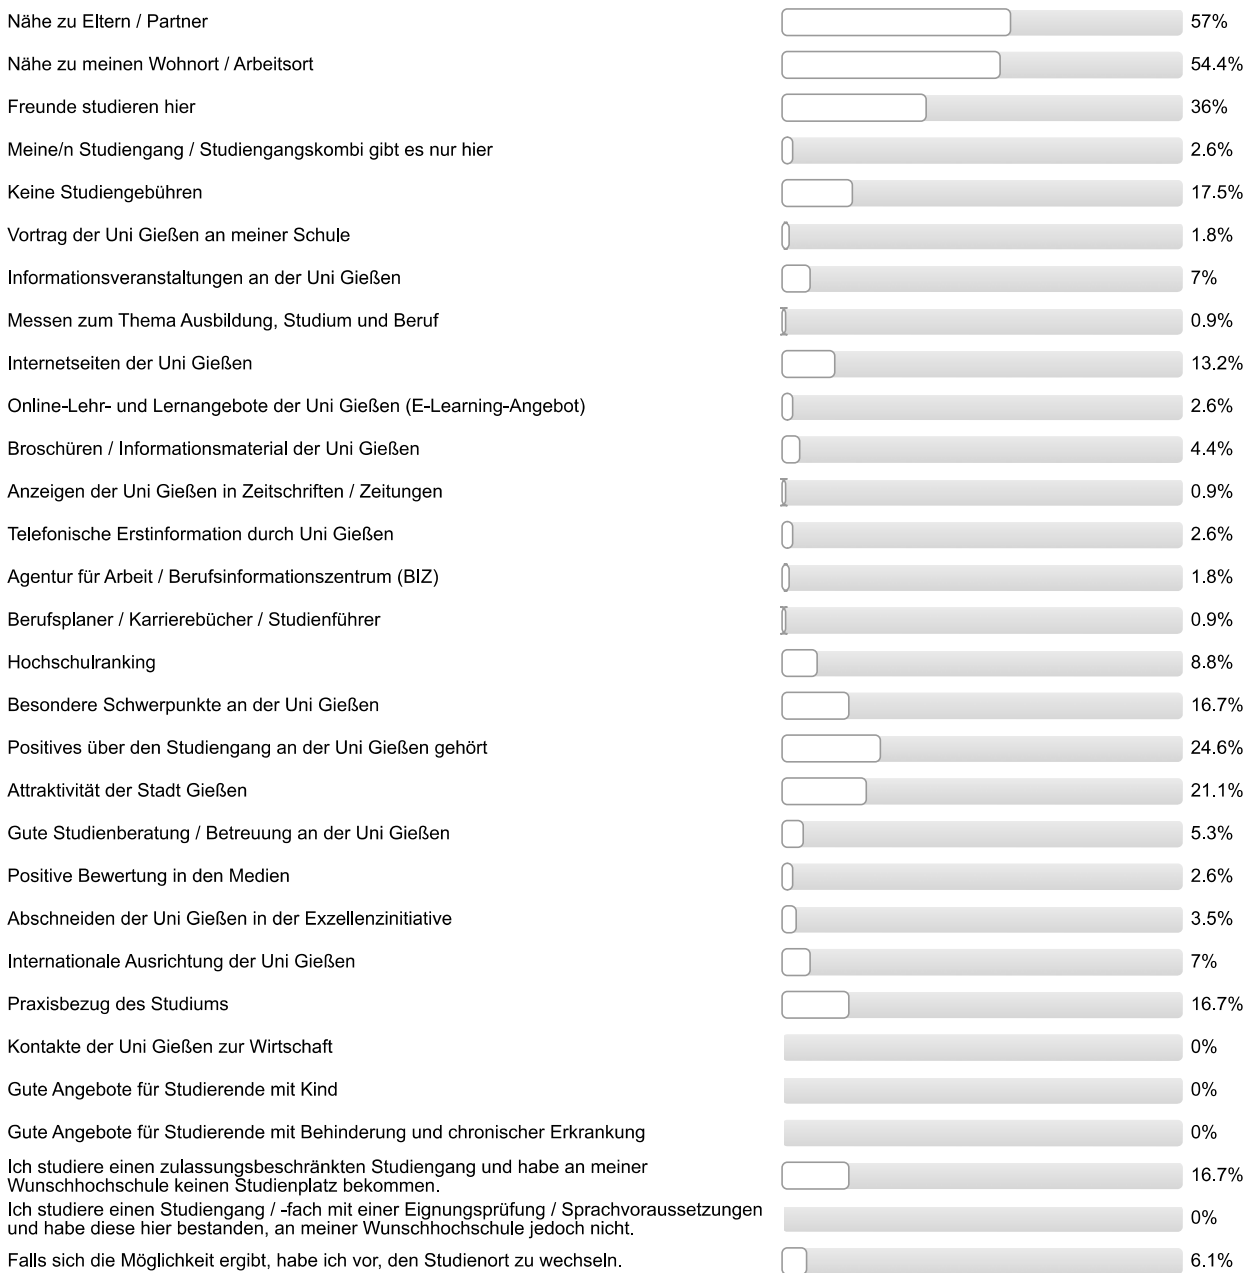 Nähe zu Eltern / Partner 57%
Nähe zu meinen Wohnort / Arbeitsort 54.4%
Freunde studieren hier 36%
Meine/n Studiengang / Studiengangskombi gibt es nur hier 2.6%
Keine Studiengebühren 17.5%
Vortrag der Uni Gießen an meiner Schule 1.8%
Informationsveranstaltungen an der Uni Gießen 7%
Messen zum Thema Ausbildung, Studium und Beruf 0.9%
Internetseiten der Uni Gießen 13.2%
Online-Lehr- und Lernangebote der Uni Gießen (E-Learning-Angebot) 2.6%
Broschüren / Informationsmaterial der Uni Gießen 4.4%
Anzeigen der Uni Gießen in Zeitschriften / Zeitungen 0.9%
Telefonische Erstinformation durch Uni Gießen 2.6%
Agentur für Arbeit / Berufsinformationszentrum (BIZ) 1.8%
Berufsplaner / Karrierebücher / Studienführer 0.9%
Hochschulranking 8.8%
Besondere Schwerpunkte an der Uni Gießen 16.7%
Positives über den Studiengang an der Uni Gießen gehört 24.6%
Attraktivität der Stadt Gießen 21.1%
Gute Studienberatung / Betreuung an der Uni Gießen 5.3%
Positive Bewertung in den Medien 2.6%
Abschneiden der Uni Gießen in der Exzellenzinitiative 3.5%
Internationale Ausrichtung der Uni Gießen 7%
Praxisbezug des Studiums 16.7%
Kontakte der Uni Gießen zur Wirtschaft 0%
Gute Angebote für Studierende mit Kind 0%
Gute Angebote für Studierende mit Behinderung und chronischer Erkrankung 0%
Ich studiere einen zulassungsbeschränkten Studiengang und habe an meiner
Wunschhochschule keinen Studienplatz bekommen. 16.7%
Ich studiere einen Studiengang / -fach mit einer Eignungsprüfung / Sprachvoraussetzungen
und habe diese hier bestanden, an meiner Wunschhochschule jedoch nicht. 0%
Falls sich die Möglichkeit ergibt, habe ich vor, den Studienort zu wechseln. 6.1%